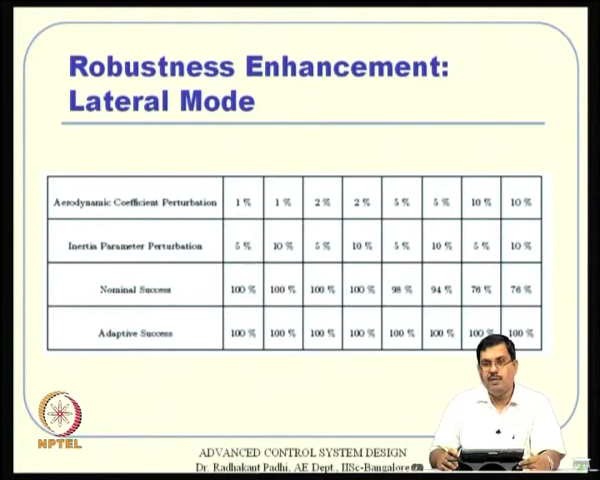 Robustness Enhancement:
Lateral Mode
Aerodynamic Coefficient Perturbation 1 % 1 % 2 % 2 % 5 % 5 % 10 % 10 %
Inertia Parameter Perturbation 5 % 10 % 5 % 10 % 5 % 10 % 5 % 10 %
Nominal Success 100 % 100 % 100 % 100 % 98 % 94 % 76 % 76 %
Adaptive Success 100 % 100 % 100 % 100 % 100 % 100 % 100 % 100 %
NPTEL
ADVANCED CONTROL SYSTEM DESIGN
Dr. Radhakant Padhi, AE Dept., IISc-Bangalore